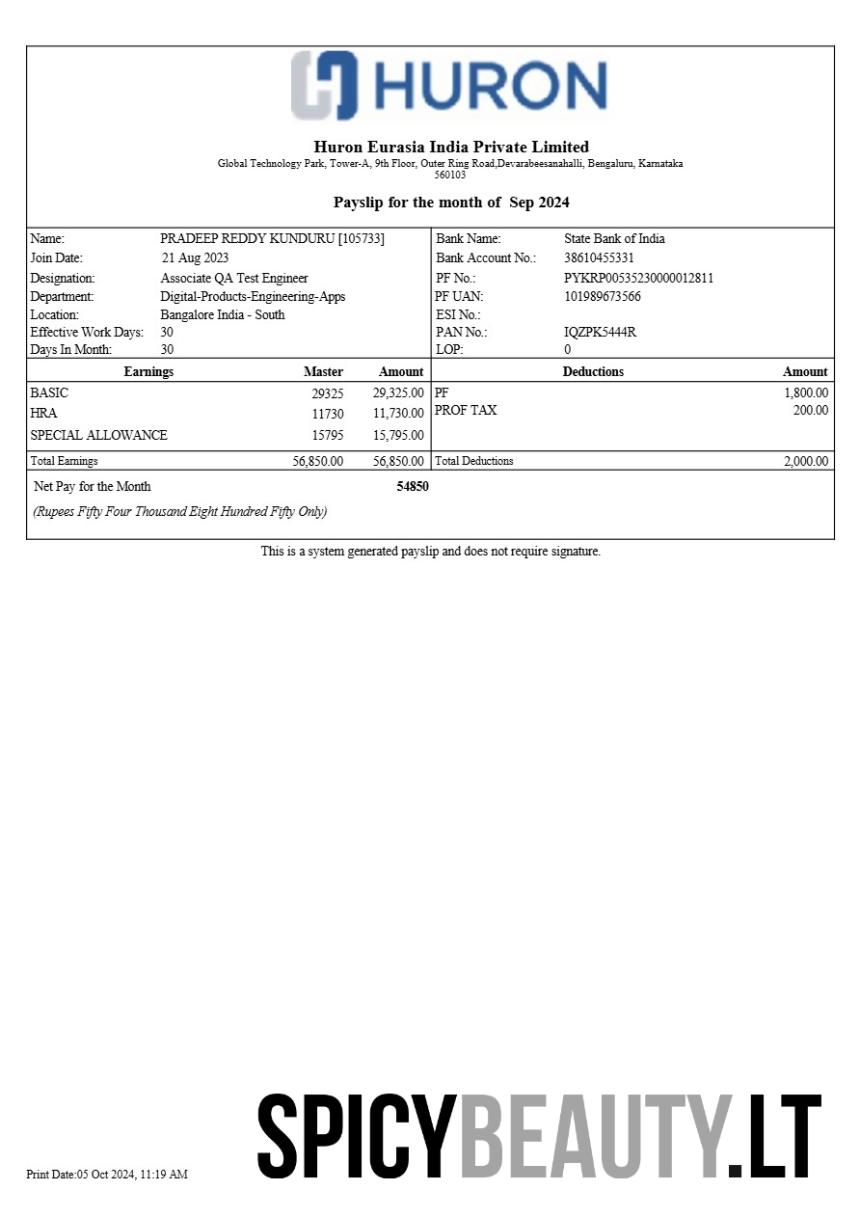 HURON
Huron Eurasia India Private Limited
Global Technology Park, Tower-A, 9th Floor, Outer Ring Road,Devarabeesanahalli, Bengaluru, Karnataka
560103
Payslip for the month of Sep 2024
Name: PRADEEP REDDY KUNDURU [105733] Bank Name: State Bank of India
Join Date: 21 Aug 2023 Bank Account No.: 38610455331
Designation: Associate QA Test Engineer PF No.: PYKRP00535230000012811
Department: Digital-Products-Engineering-Apps PF UAN: 101989673566
Location: Bangalore India - South ESI No.:
Effective Work Days: 30 PAN No.: IQZPK5444R
Days In Month: 30 LOP: 0
Earnings Master Amount Deductions Amount
BASIC 29325 29,325.00 PF 1,800.00
HRA 11730 11,730.00 PROF TAX 200.00
SPECIAL ALLOWANCE 15795 15,795.00
Total Earnings 56,850.00 56,850.00 Total Deductions 2,000.00
Net Pay for the Month 54850
(Rupees Fifty Four Thousand Eight Hundred Fifty Only)
This is a system generated payslip and does not require signature.
SPICYBEAUTY.LT
Print Date:05 Oct 2024, 11:19 AM